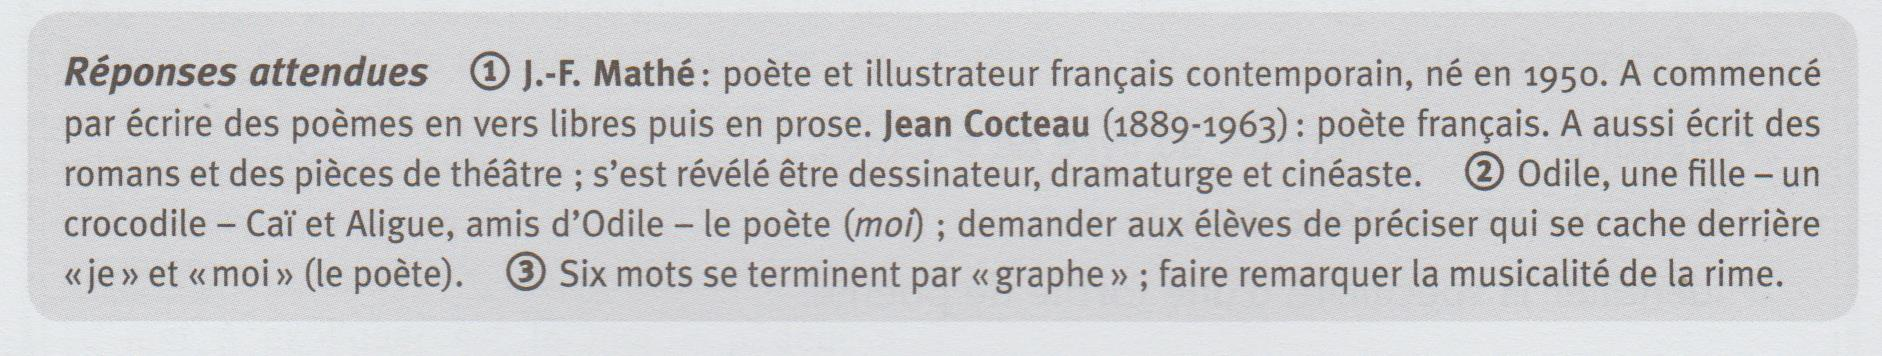 Réponses attendues ① J.-F. Mathé : poète et illustrateur français contemporain, né en 1950. A commencé
par écrire des poèmes en vers libres puis en prose. Jean Cocteau (1889-1963) : poète français. A aussi écrit des
romans et des pièces de théâtre ; s’est révélé être dessinateur, dramaturge et cinéaste. ② Odile, une fille – un
crocodile – Caï et Aligue, amis d’Odile – le poète (moi) ; demander aux élèves de préciser qui se cache derrière
« je » et « moi » (le poète). ③ Six mots se terminent par « graphe » ; faire remarquer la musicalité de la rime.